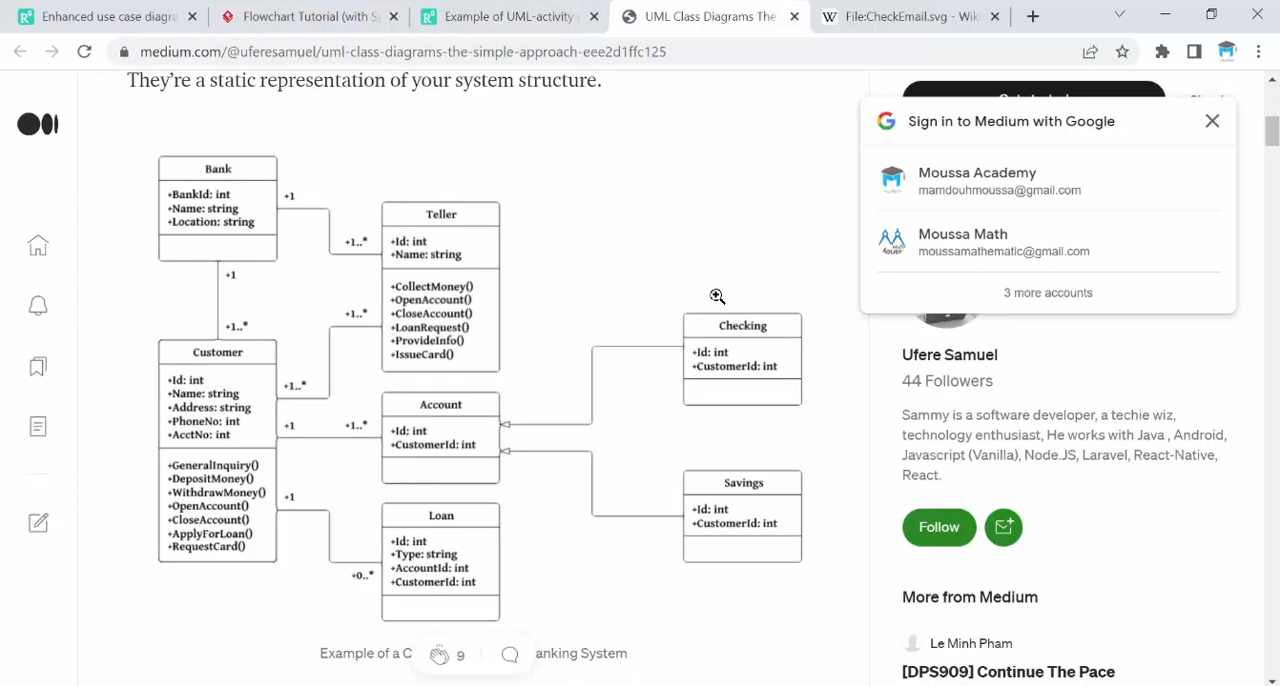 Enhanced use case diagra
Flowchart Tutorial (with S
Example of UML-activity
UML Class Diagrams The
File:CheckEmail.svg - Wik
medium.com/@uferesamuel/uml-class-diagrams-the-simple-approach-eee2d1ffc125
They're a static representation of your system structure.
Sign in to Medium with Google
Moussa Academy
mamdouhmoussa@gmail.com
Moussa Math
moussamathematic@gmail.com
3 more accounts
Bank
+BankId: int
+Name: string
+Location: string
+1
+1..*
+1
+1..*
Teller
+Id: int
+Name: string
+CollectMoney()
+OpenAccount()
+CloseAccount()
+LoanRequest()
+ProvideInfo()
+IssueCard()
+1..*
+1..*
Customer
+Id: int
+Name: string
+Address: string
+PhoneNo: int
+AcctNo: int
+GeneralInquiry()
+DepositMoney()
+WithdrawMoney()
+OpenAccount()
+CloseAccount()
+ApplyForLoan()
+RequestCard()
+1
+1..*
Account
+Id: int
+CustomerId: int
+1
+0..*
Loan
+Id: int
+Type: string
+AccountId: int
+CustomerId: int
Checking
+Id: int
+CustomerId: int
Savings
+Id: int
+CustomerId: int
Example of a C
9
anking System
Ufere Samuel
44 Followers
Sammy is a software developer, a techie wiz,
technology enthusiast, He works with Java , Android,
Javascript (Vanilla), Node.JS, Laravel, React-Native,
React.
Follow
More from Medium
Le Minh Pham
[DPS909] Continue The Pace